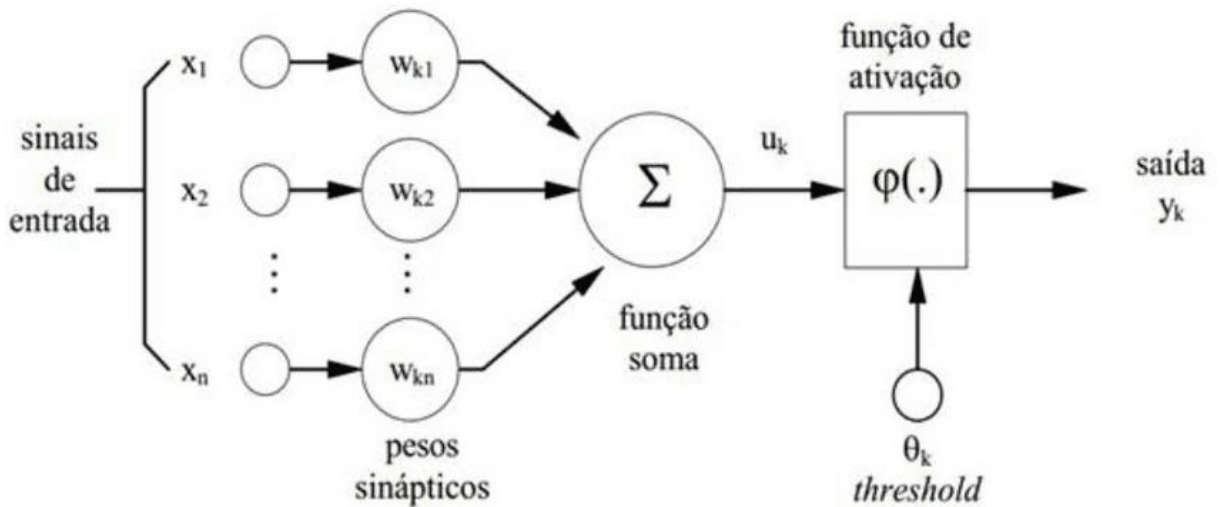 sinais
de
entrada
x₁
x₂
⋮
xₙ
wₖ₁
wₖ₂
⋮
wₖₙ
pesos
sinápticos
Σ
função
soma
uₖ
função de
ativação
φ(.)
θₖ
threshold
saída
yₖ